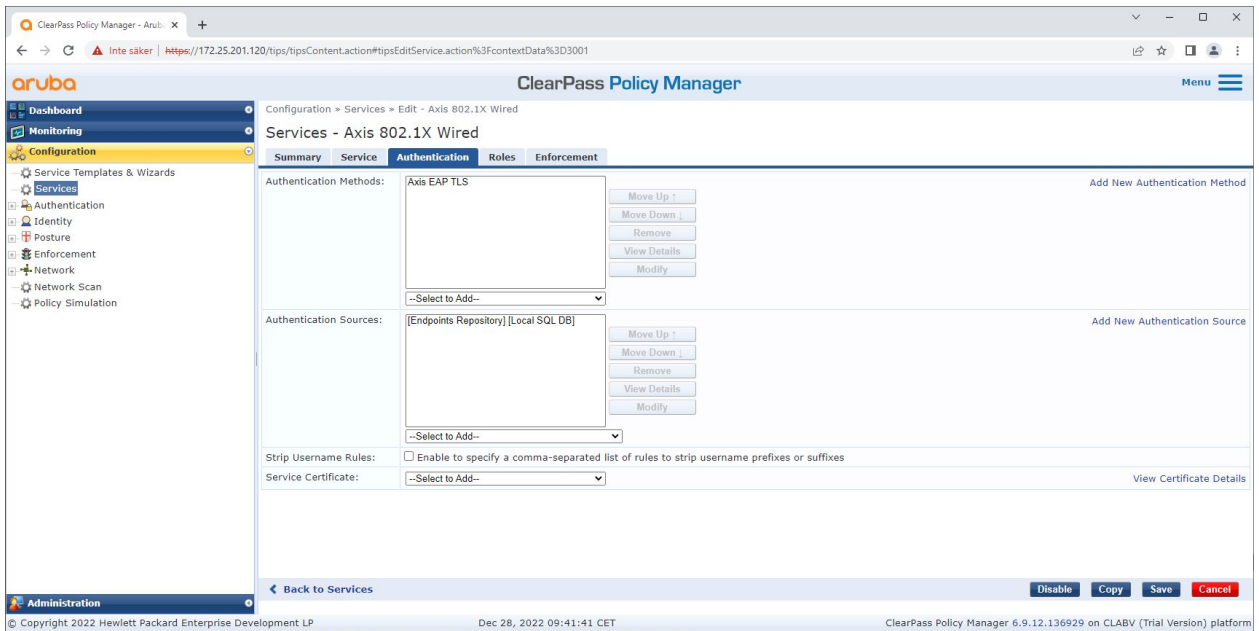 ClearPass Policy Manager - Arub
Inte säker | https://172.25.201.120/tips/tipsContent.action#tipsEditService.action%3FcontextData%3D3001
aruba
ClearPass Policy Manager
Menu
Dashboard
Monitoring
Configuration
Service Templates & Wizards
Services
Authentication
Identity
Posture
Enforcement
Network
Network Scan
Policy Simulation
Administration
Configuration » Services » Edit - Axis 802.1X Wired
Services - Axis 802.1X Wired
Summary Service Authentication Roles Enforcement
Authentication Methods:
Axis EAP TLS
Move Up ↑
Move Down ↓
Remove
View Details
Modify
--Select to Add--
Add New Authentication Method
Authentication Sources:
[Endpoints Repository] [Local SQL DB]
Move Up ↑
Move Down ↓
Remove
View Details
Modify
--Select to Add--
Add New Authentication Source
Strip Username Rules:
Enable to specify a comma-separated list of rules to strip username prefixes or suffixes
Service Certificate:
--Select to Add--
View Certificate Details
Back to Services
Disable Copy Save Cancel
© Copyright 2022 Hewlett Packard Enterprise Development LP
Dec 28, 2022 09:41:41 CET
ClearPass Policy Manager 6.9.12.136929 on CLABV (Trial Version) platform